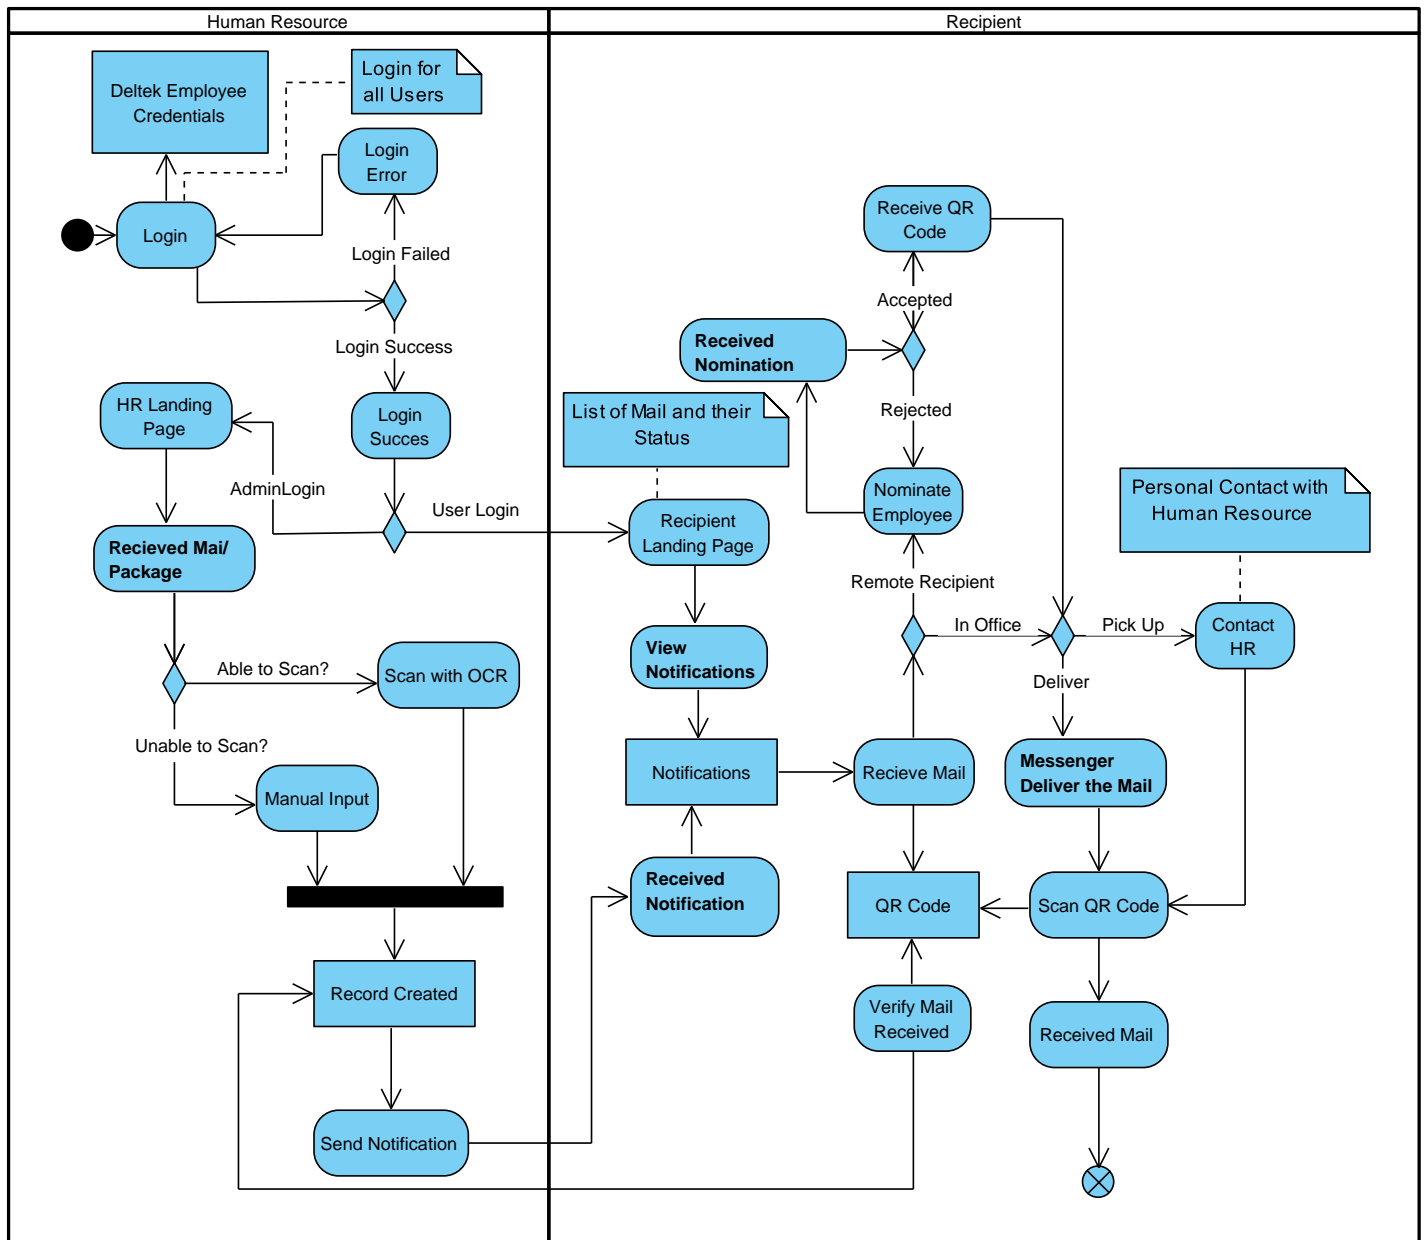 Human Resource
Recipient
Deltek Employee
Credentials
Login for
all Users
Login
Error
Login
Login Failed
Login Success
HR Landing
Page
Login
Succes
AdminLogin
User Login
Recieved Mai/
Package
Able to Scan?
Scan with OCR
Unable to Scan?
Manual Input
Record Created
Send Notification
Receive QR
Code
Accepted
Received
Nomination
Rejected
List of Mail and their
Status
Nominate
Employee
Personal Contact with
Human Resource
Recipient
Landing Page
Remote Recipient
In Office
Pick Up
Contact
HR
View
Notifications
Deliver
Notifications
Recieve Mail
Messenger
Deliver the Mail
Received
Notification
QR Code
Scan QR Code
Verify Mail
Received
Received Mail